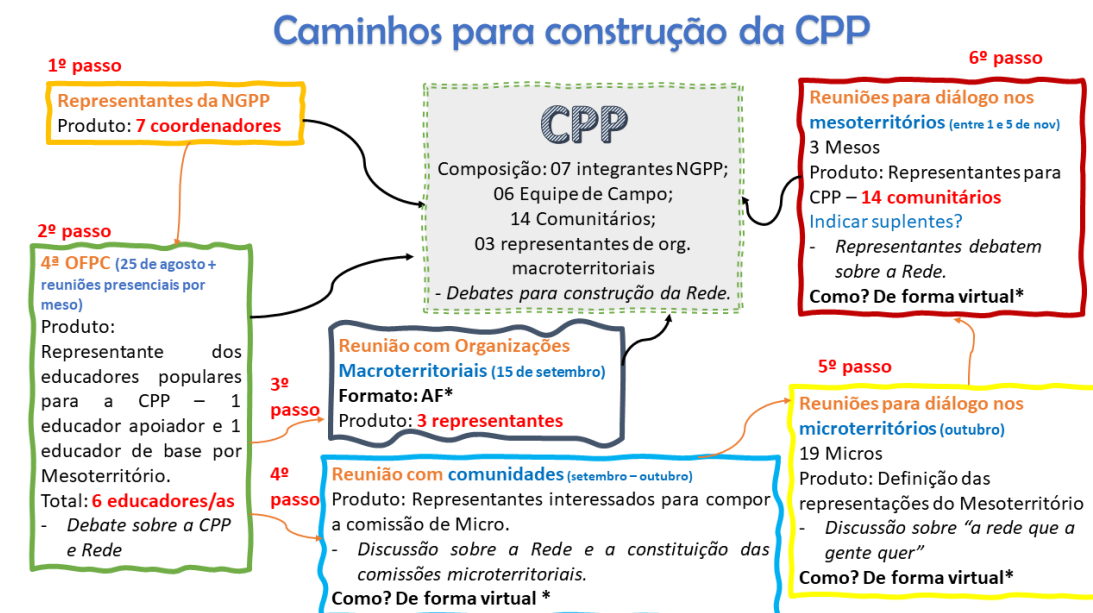 Caminhos para construção da CPP
1º passo
Representantes da NGPP
Produto: 7 coordenadores
2º passo
4ª OFPC (25 de agosto +
reuniões presenciais por
meso)
Produto:
Representante dos
educadores populares
para a CPP – 1
educador apoiador e 1
educador de base por
Mesoterritório.
Total: 6 educadores/as
- Debate sobre a CPP
e Rede
CPP
Composição: 07 integrantes NGPP;
06 Equipe de Campo;
14 Comunitários;
03 representantes de org.
macroterritoriais
- Debates para construção da Rede.
3º
passo
Reunião com Organizações
Macroterritoriais (15 de setembro)
Formato: AF*
Produto: 3 representantes
4º
passo
Reunião com comunidades (setembro – outubro)
Produto: Representantes interessados para compor
a comissão de Micro.
- Discussão sobre a Rede e a constituição das
comissões microterritoriais.
Como? De forma virtual *
5º passo
Reuniões para diálogo nos
microterritórios (outubro)
19 Micros
Produto: Definição das
representações do Mesoterritório
- Discussão sobre “a rede que a
gente quer”
Como? De forma virtual*
6º passo
Reuniões para diálogo nos
mesoterritórios (entre 1 e 5 de nov)
3 Mesos
Produto: Representantes para
CPP – 14 comunitários
Indicar suplentes?
- Representantes debatem
sobre a Rede.
Como? De forma virtual*